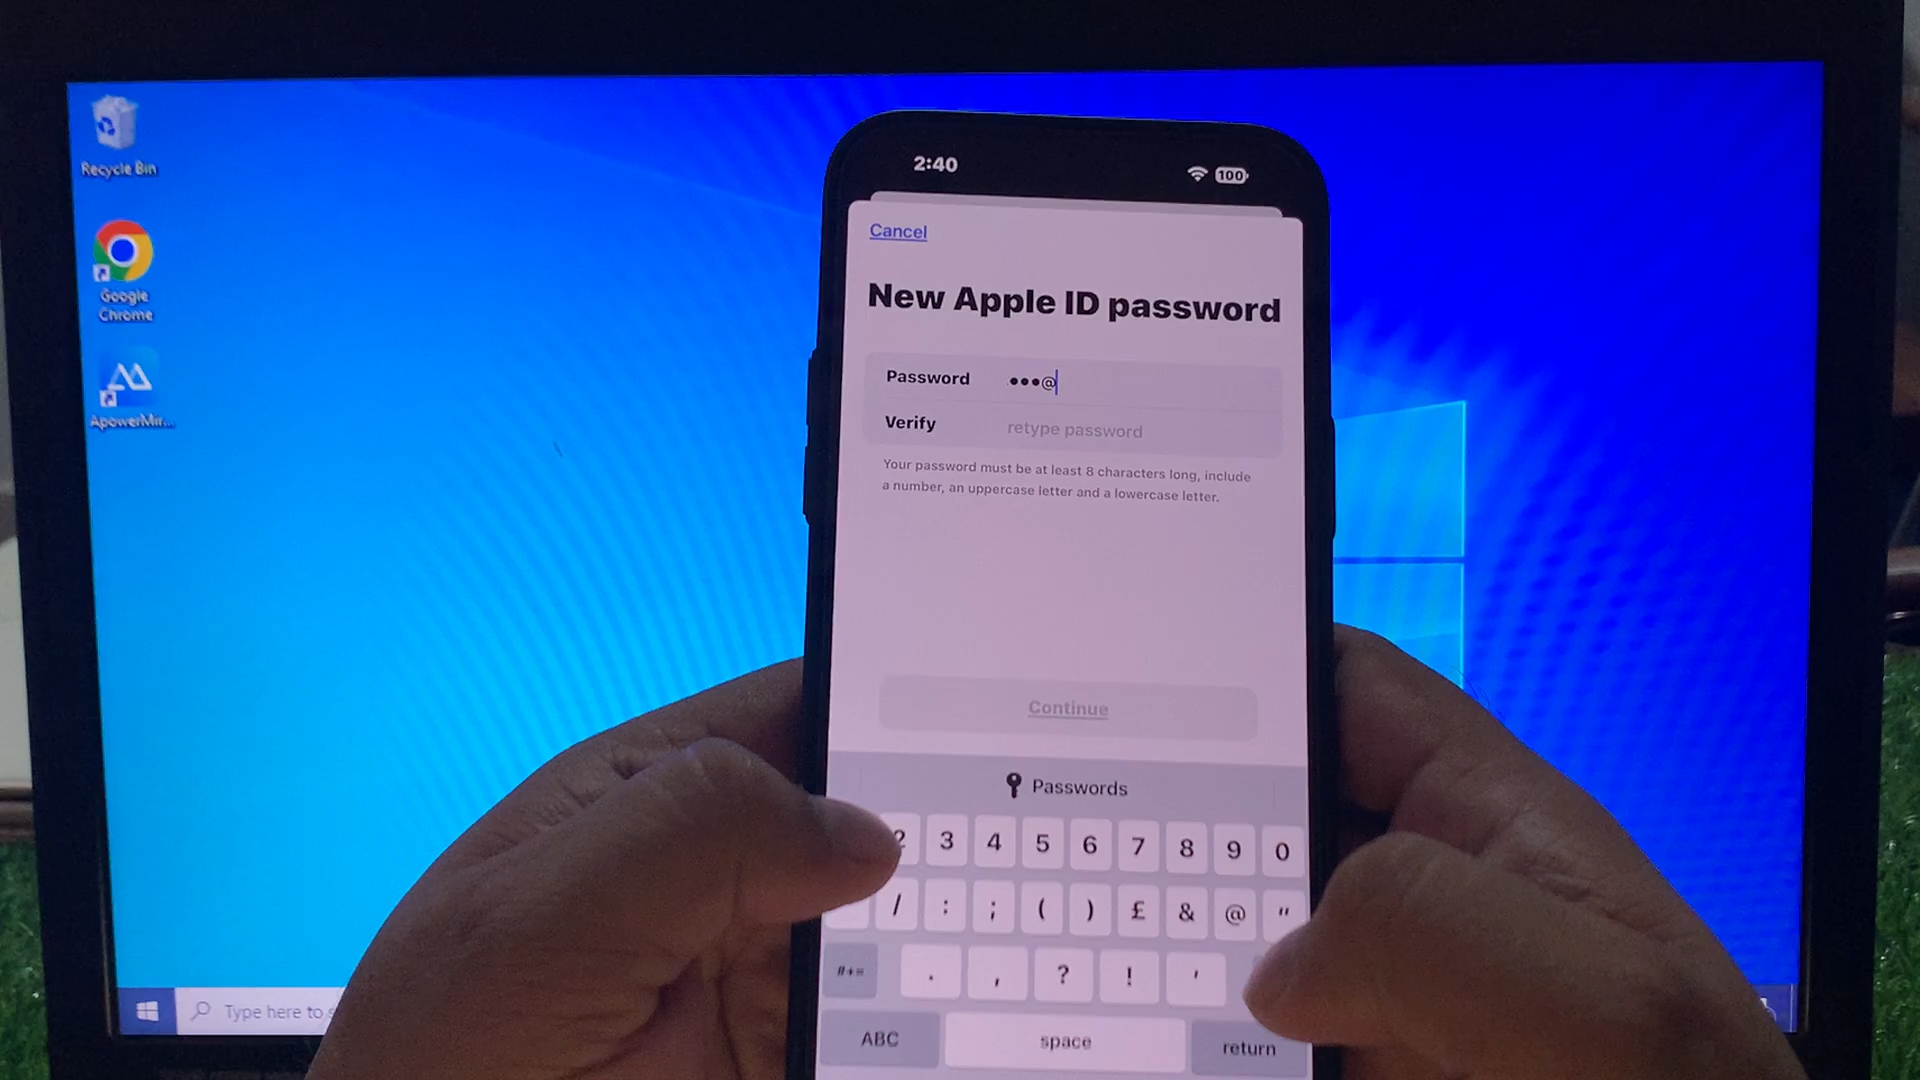 Recycle Bin
Google
Chrome
ApowerMir...
Type here to s
2:40
100
Cancel
New Apple ID password
Password •••@
Verify retype password
Your password must be at least 8 characters long, include
a number, an uppercase letter and a lowercase letter.
Continue
Passwords
2 3 4 5 6 7 8 9 0
/ : ; ( ) £ & @ "
#+= . , ? ! '
ABC space return